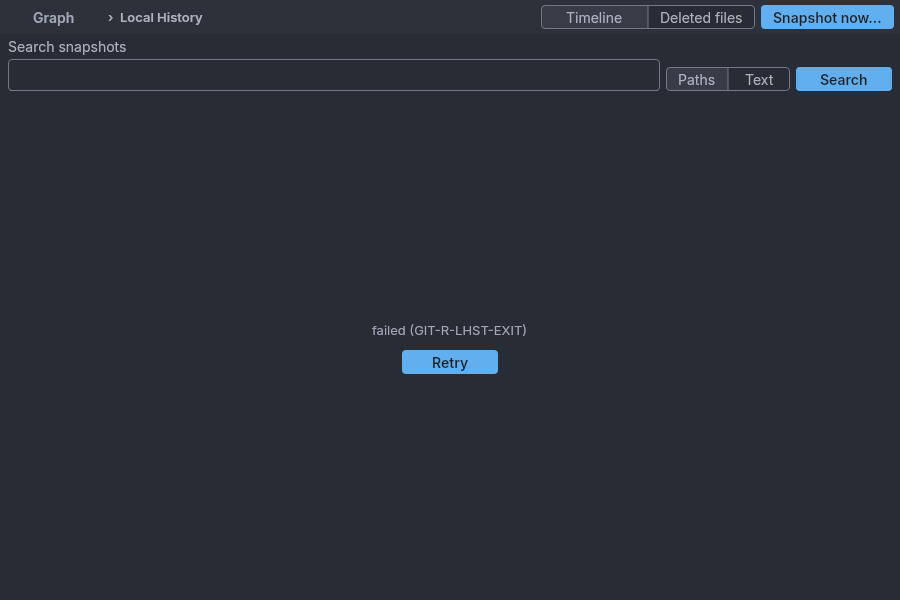 Graph › Local History Timeline Deleted files Snapshot now...
Search snapshots
Paths Text Search
failed (GIT-R-LHST-EXIT)
Retry